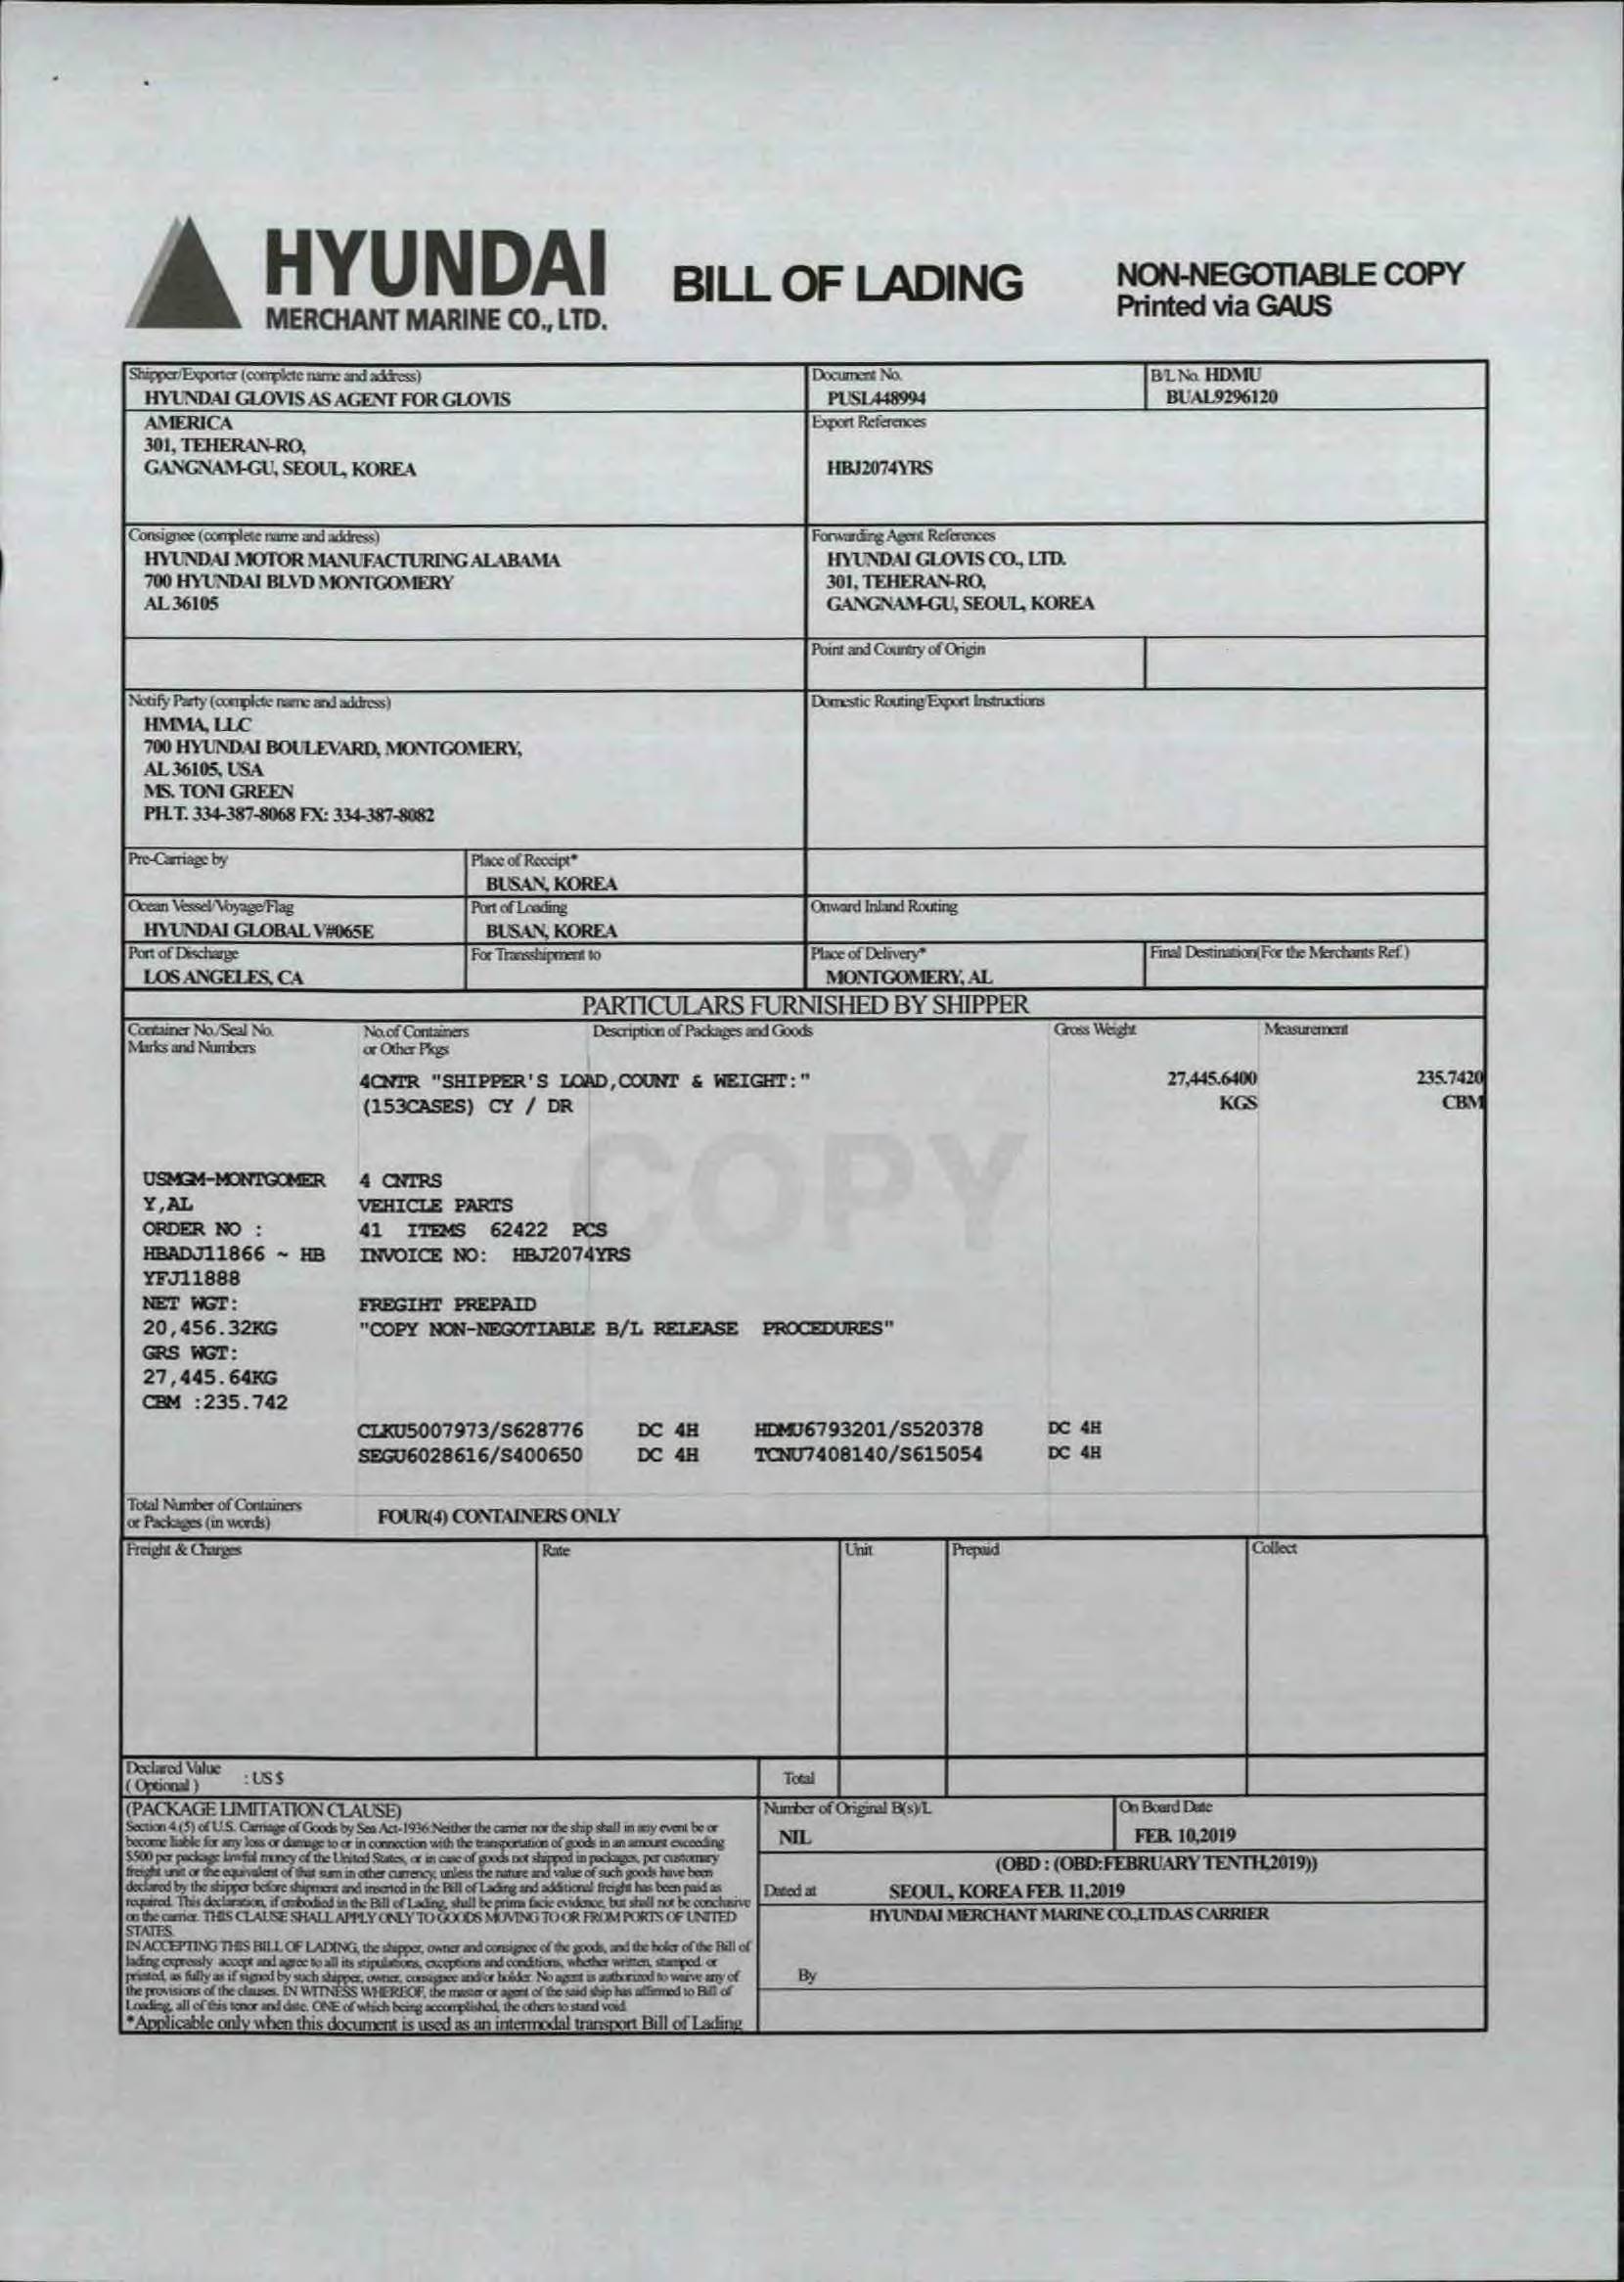 HYUNDAI
MERCHANT MARINE CO., LTD.
BILL OF LADING
NON-NEGOTIABLE COPY
Printed via GAUS
Shipper/Exporter (complete name and address)
HYUNDAI GLOVIS AS AGENT FOR GLOVIS
AMERICA
301, TEHERAN-RO,
GANGNAM-GU, SEOUL, KOREA
Document No.
PUSL448994
B/L No. HDMU
BUAL9296120
Export References
HBJ2074YRS
Consignee (complete name and address)
HYUNDAI MOTOR MANUFACTURING ALABAMA
700 HYUNDAI BLVD MONTGOMERY
AL 36105
Forwarding Agent References
HYUNDAI GLOVIS CO., LTD.
301, TEHERAN-RO,
GANGNAM-GU, SEOUL, KOREA
Point and Country of Origin
Notify Party (complete name and address)
HMMA, LLC
700 HYUNDAI BOULEVARD, MONTGOMERY,
AL 36105, USA
MS. TONI GREEN
PH.T. 334-387-8068 FX: 334-387-8082
Domestic Routing/Export Instructions
Pre-Carriage by
Place of Receipt*
BUSAN, KOREA
Ocean Vessel/Voyage/Flag
HYUNDAI GLOBAL V#065E
Port of Loading
BUSAN, KOREA
Onward Inland Routing
Port of Discharge
LOS ANGELES, CA
For Transshipment to
Place of Delivery*
MONTGOMERY, AL
Final Destination(For the Merchants Ref.)
PARTICULARS FURNISHED BY SHIPPER
Container No./Seal No.
Marks and Numbers
No.of Containers
or Other Pkgs
Description of Packages and Goods
Gross Weight
Measurement
4CNTR "SHIPPER'S LOAD,COUNT & WEIGHT:"
(153CASES) CY / DR
27,445.6400
KGS
235.7420
CBM
COPY
USMGM-MONTGOMER
Y,AL
ORDER NO :
HBADJ11866 ~ HB
YFJ11888
NET WGT:
20,456.32KG
GRS WGT:
27,445.64KG
CBM :235.742
4 CNTRS
VEHICLE PARTS
41 ITEMS 62422 PCS
INVOICE NO: HBJ2074YRS
FREGIHT PREPAID
"COPY NON-NEGOTIABLE B/L RELEASE PROCEDURES"
CLKU5007973/S628776 DC 4H HDMU6793201/S520378 DC 4H
SEGU6028616/S400650 DC 4H TCNU7408140/S615054 DC 4H
Total Number of Containers
or Packages (in words)
FOUR(4) CONTAINERS ONLY
Freight & Charges
Rate
Unit
Prepaid
Collect
Declared Value
( Optional )
: US $
Total
(PACKAGE LIMITATION CLAUSE)
Section 4 (5) of U.S. Carriage of Goods by Sea Act-1936:Neither the carrier nor the ship shall in any event be or
become liable for any loss or damage to or in connection with the transportation of goods in an amount exceeding
$500 per package lawful money of the United States, or in case of goods not shipped in packages, per customary
freight unit or the equivalent of that sum in other currency, unless the nature and value of such goods have been
declared by the shipper before shipment and inserted in the Bill of Lading and additional freight has been paid as
required. This declaration, if embodied in the Bill of Lading, shall be prima facie evidence, but shall not be conclusive
on the carrier. THIS CLAUSE SHALL APPLY ONLY TO GOODS MOVING TO OR FROM PORTS OF UNITED
STATES.
IN ACCEPTING THIS BILL OF LADING, the shipper, owner and consignee of the goods, and the holer of the Bill of
lading expressly accept and agree to all its stipulations, exceptions and conditions, whether written, stamped or
printed, as fully as if signed by such shipper, owner, consignee and/or holder. No agent is authorized to waive any of
the provisions of the clauses. IN WITNESS WHEREOF, the master or agent of the said ship has affirmed to Bill of
Loading, all of this tenor and date, ONE of which being accomplished, the others to stand void.
*Applicable only when this document is used as an intermodal transport Bill of Lading
Number of Original B(s)/L
NIL
On Board Date
FEB. 10,2019
(OBD : (OBD:FEBRUARY TENTH,2019))
Dated at
SEOUL, KOREA FEB. 11,2019
HYUNDAI MERCHANT MARINE CO.,LTD.AS CARRIER
By